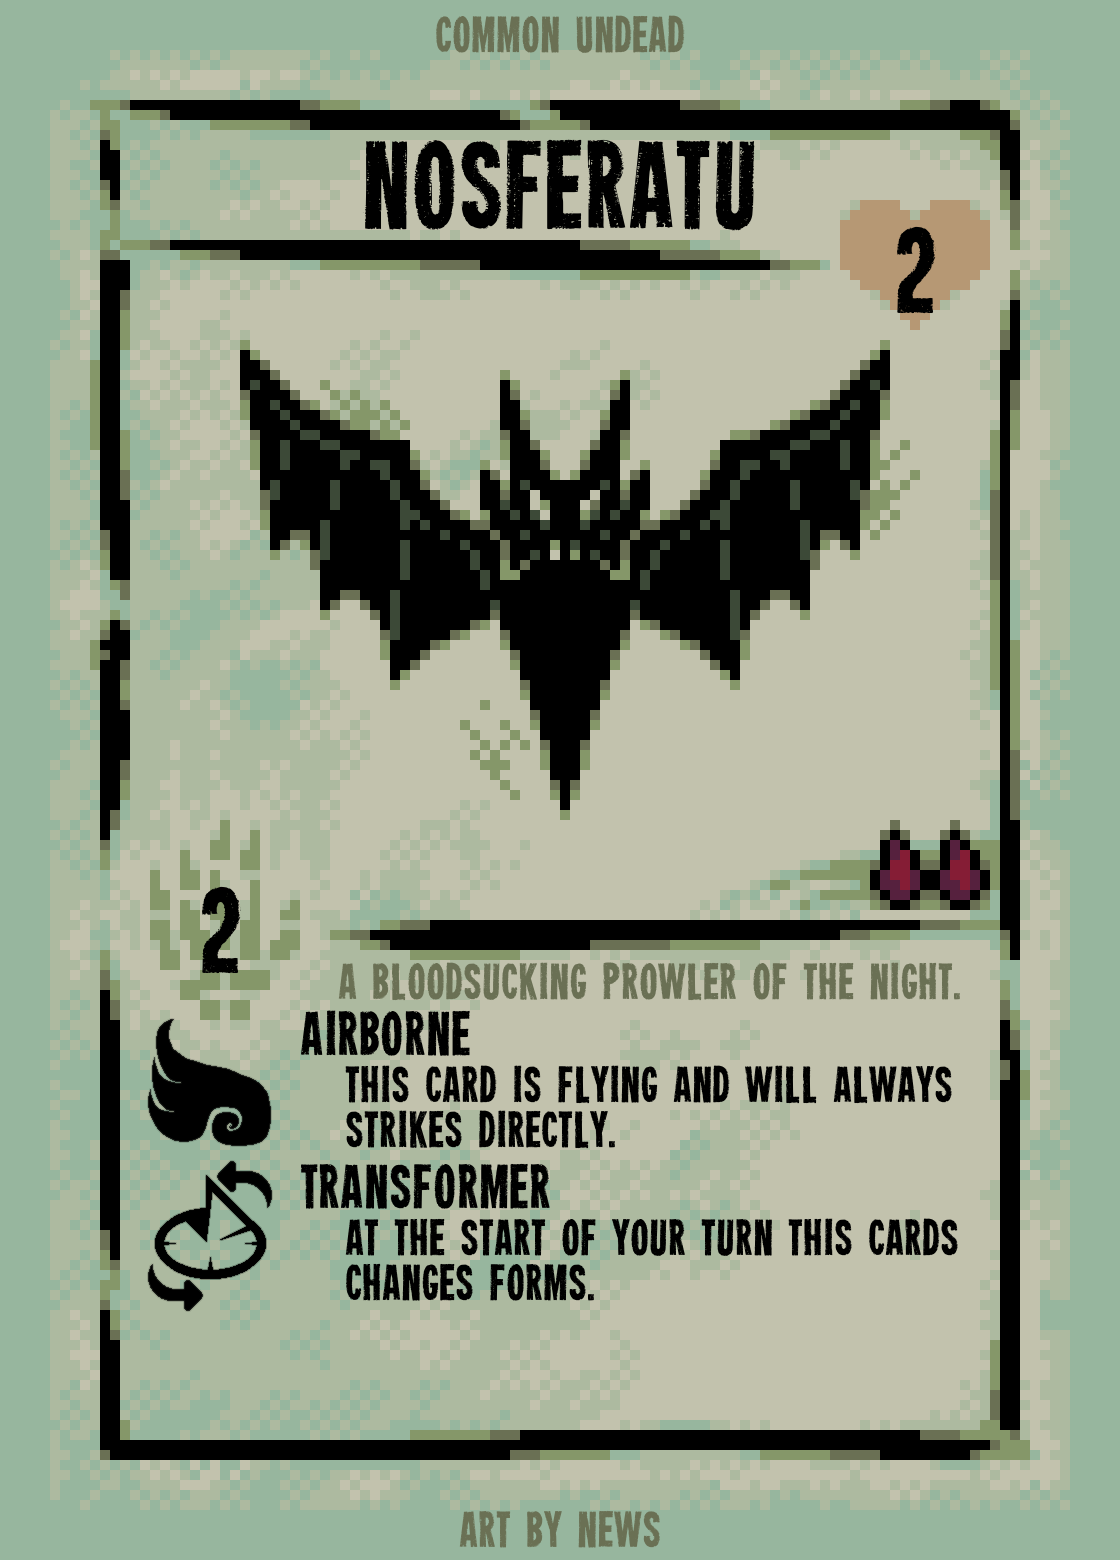 COMMON UNDEAD
NOSFERATU
2
2
A BLOODSUCKING PROWLER OF THE NIGHT.
AIRBORNE
THIS CARD IS FLYING AND WILL ALWAYS
STRIKES DIRECTLY.
TRANSFORMER
AT THE START OF YOUR TURN THIS CARDS
CHANGES FORMS.
ART BY NEWS